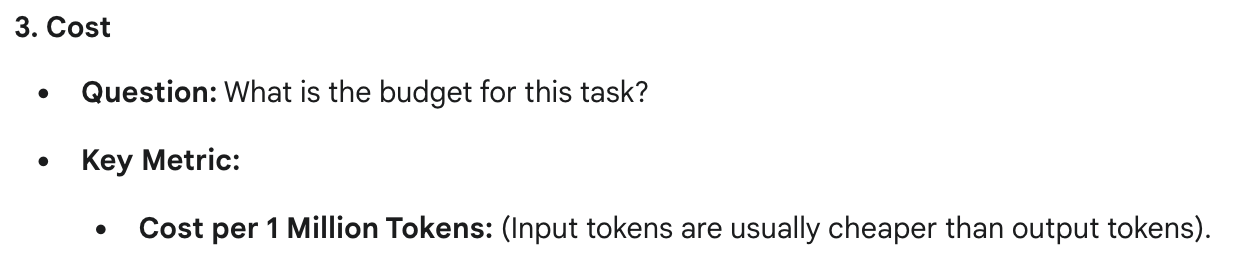 3. Cost
• Question: What is the budget for this task?
• Key Metric:
• Cost per 1 Million Tokens: (Input tokens are usually cheaper than output tokens).